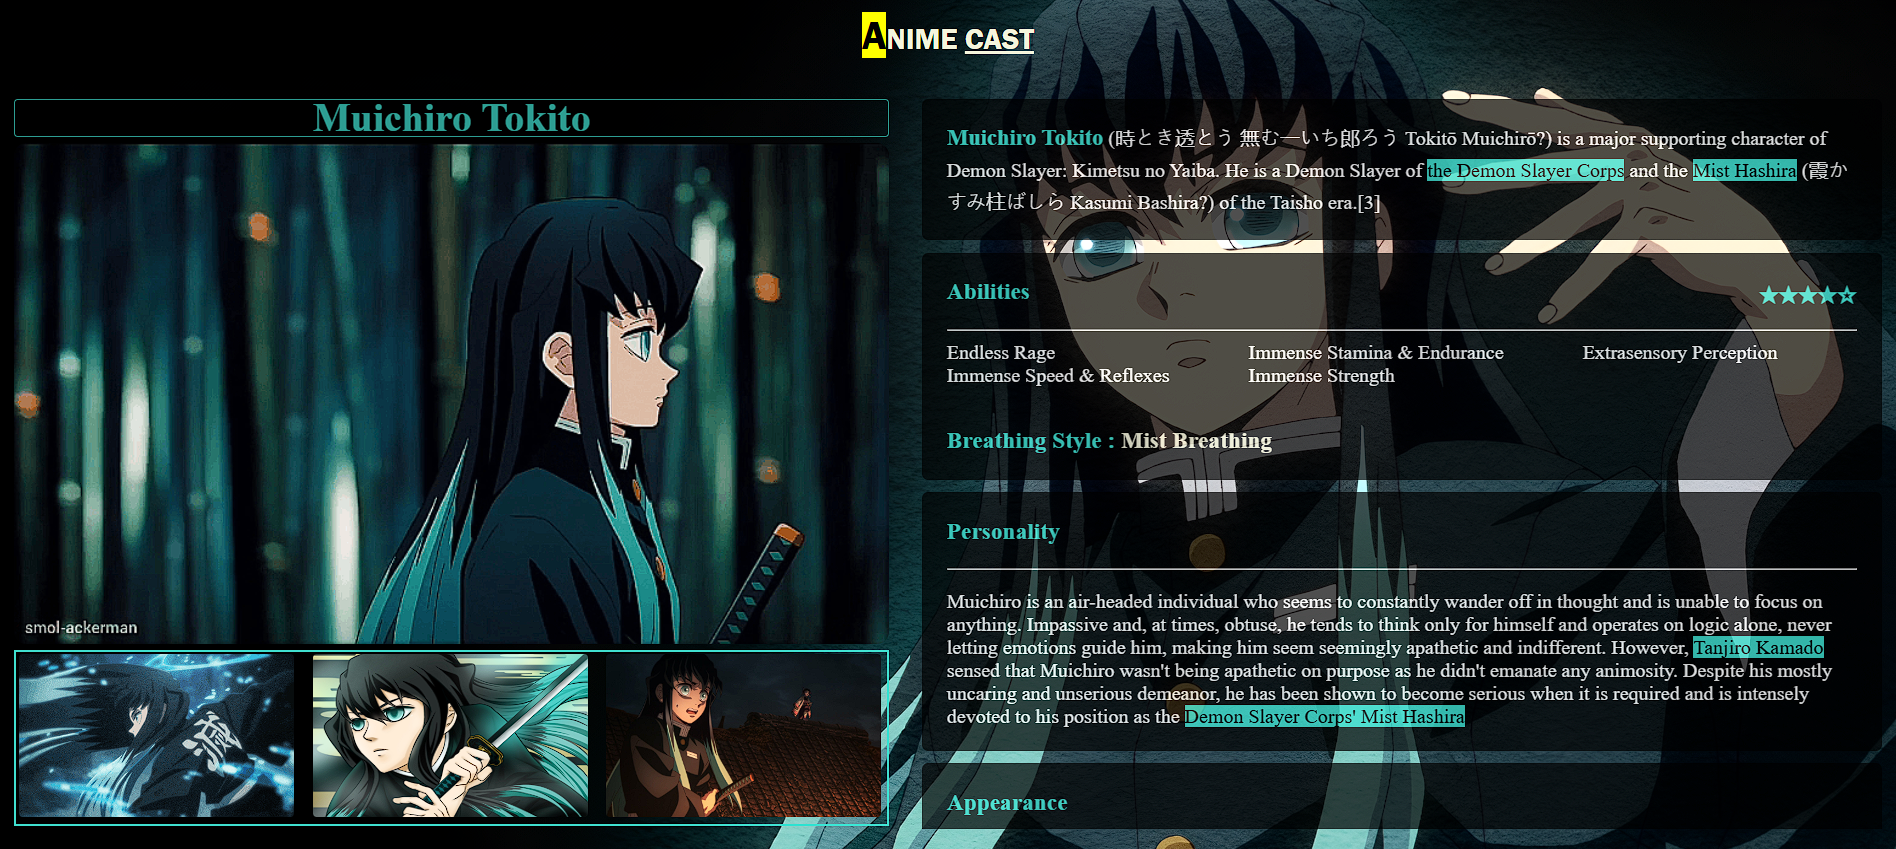 ANIME CAST
Muichiro Tokito
smol-ackerman
Muichiro Tokito (時とき透とう 無む一いち郎ろう Tokitō Muichirō?) is a major supporting character of
Demon Slayer: Kimetsu no Yaiba. He is a Demon Slayer of the Demon Slayer Corps and the Mist Hashira (霞か
すみ柱ばしら Kasumi Bashira?) of the Taisho era.[3]
Abilities ★★★★☆
Endless Rage Immense Stamina & Endurance Extrasensory Perception
Immense Speed & Reflexes Immense Strength
Breathing Style : Mist Breathing
Personality
Muichiro is an air-headed individual who seems to constantly wander off in thought and is unable to focus on
anything. Impassive and, at times, obtuse, he tends to think only for himself and operates on logic alone, never
letting emotions guide him, making him seem seemingly apathetic and indifferent. However, Tanjiro Kamado
sensed that Muichiro wasn't being apathetic on purpose as he didn't emanate any animosity. Despite his mostly
uncaring and unserious demeanor, he has been shown to become serious when it is required and is intensely
devoted to his position as the Demon Slayer Corps' Mist Hashira
Appearance